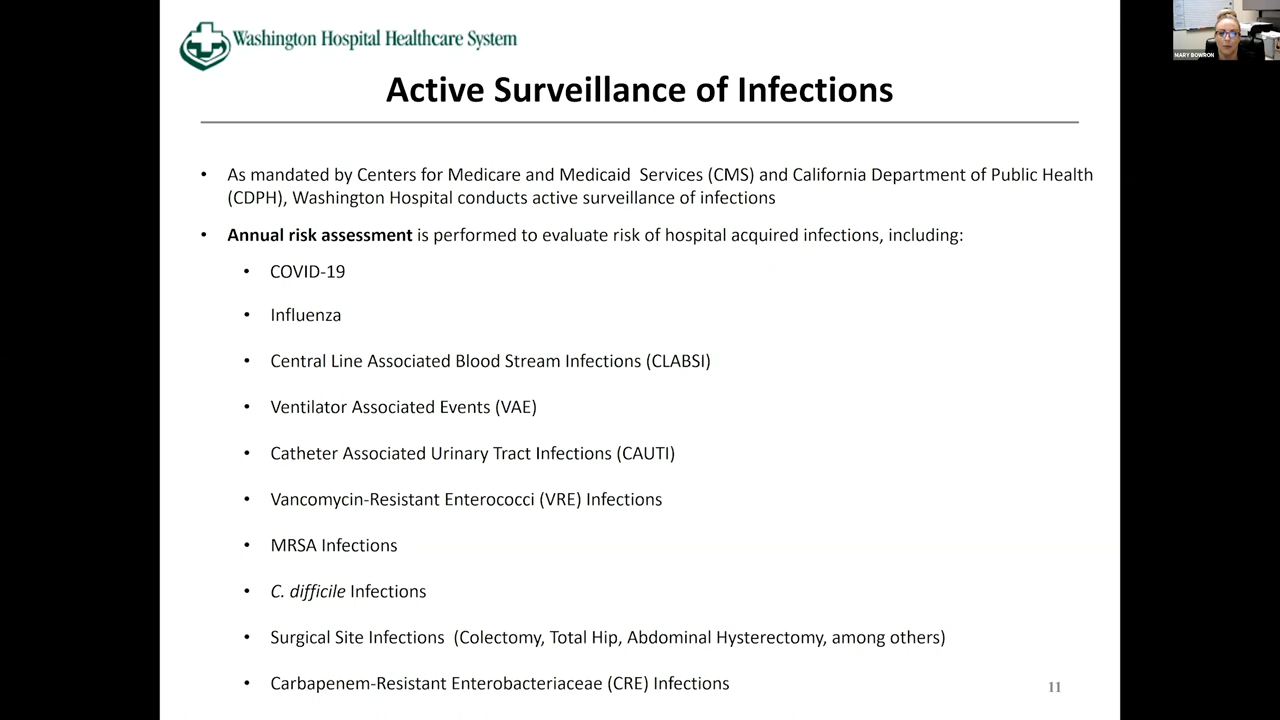 Washington Hospital Healthcare System
MARY BOWRON
Active Surveillance of Infections
• As mandated by Centers for Medicare and Medicaid Services (CMS) and California Department of Public Health
(CDPH), Washington Hospital conducts active surveillance of infections
• Annual risk assessment is performed to evaluate risk of hospital acquired infections, including:
• COVID-19
• Influenza
• Central Line Associated Blood Stream Infections (CLABSI)
• Ventilator Associated Events (VAE)
• Catheter Associated Urinary Tract Infections (CAUTI)
• Vancomycin-Resistant Enterococci (VRE) Infections
• MRSA Infections
• C. difficile Infections
• Surgical Site Infections (Colectomy, Total Hip, Abdominal Hysterectomy, among others)
• Carbapenem-Resistant Enterobacteriaceae (CRE) Infections
11